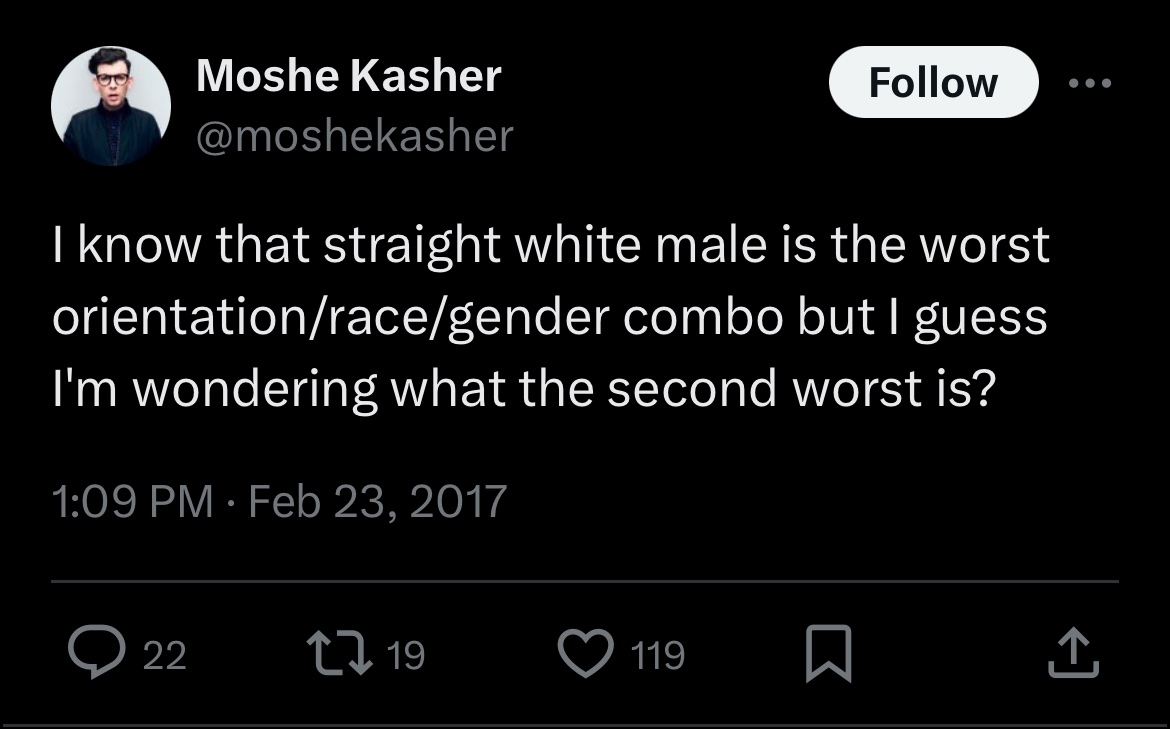 Moshe Kasher
@moshekasher
Follow
I know that straight white male is the worst
orientation/race/gender combo but I guess
I'm wondering what the second worst is?
1:09 PM · Feb 23, 2017
22 19 119